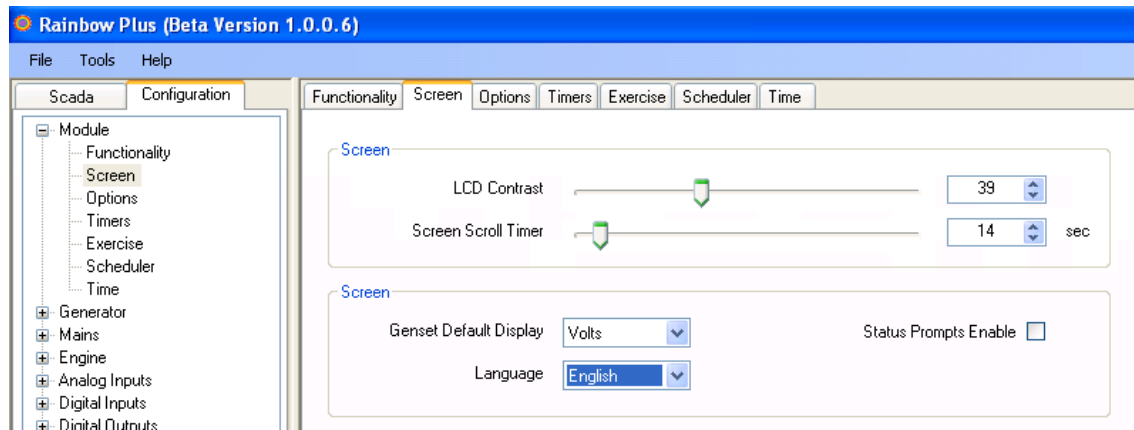 Rainbow Plus (Beta Version 1.0.0.6)
File Tools Help
Scada Configuration
Module
Functionality
Screen
Options
Timers
Exercise
Scheduler
Time
Generator
Mains
Engine
Analog Inputs
Digital Inputs
Digital Outputs
Functionality Screen Options Timers Exercise Scheduler Time
Screen
LCD Contrast 39
Screen Scroll Timer 14 sec
Screen
Genset Default Display Volts Status Prompts Enable
Language English